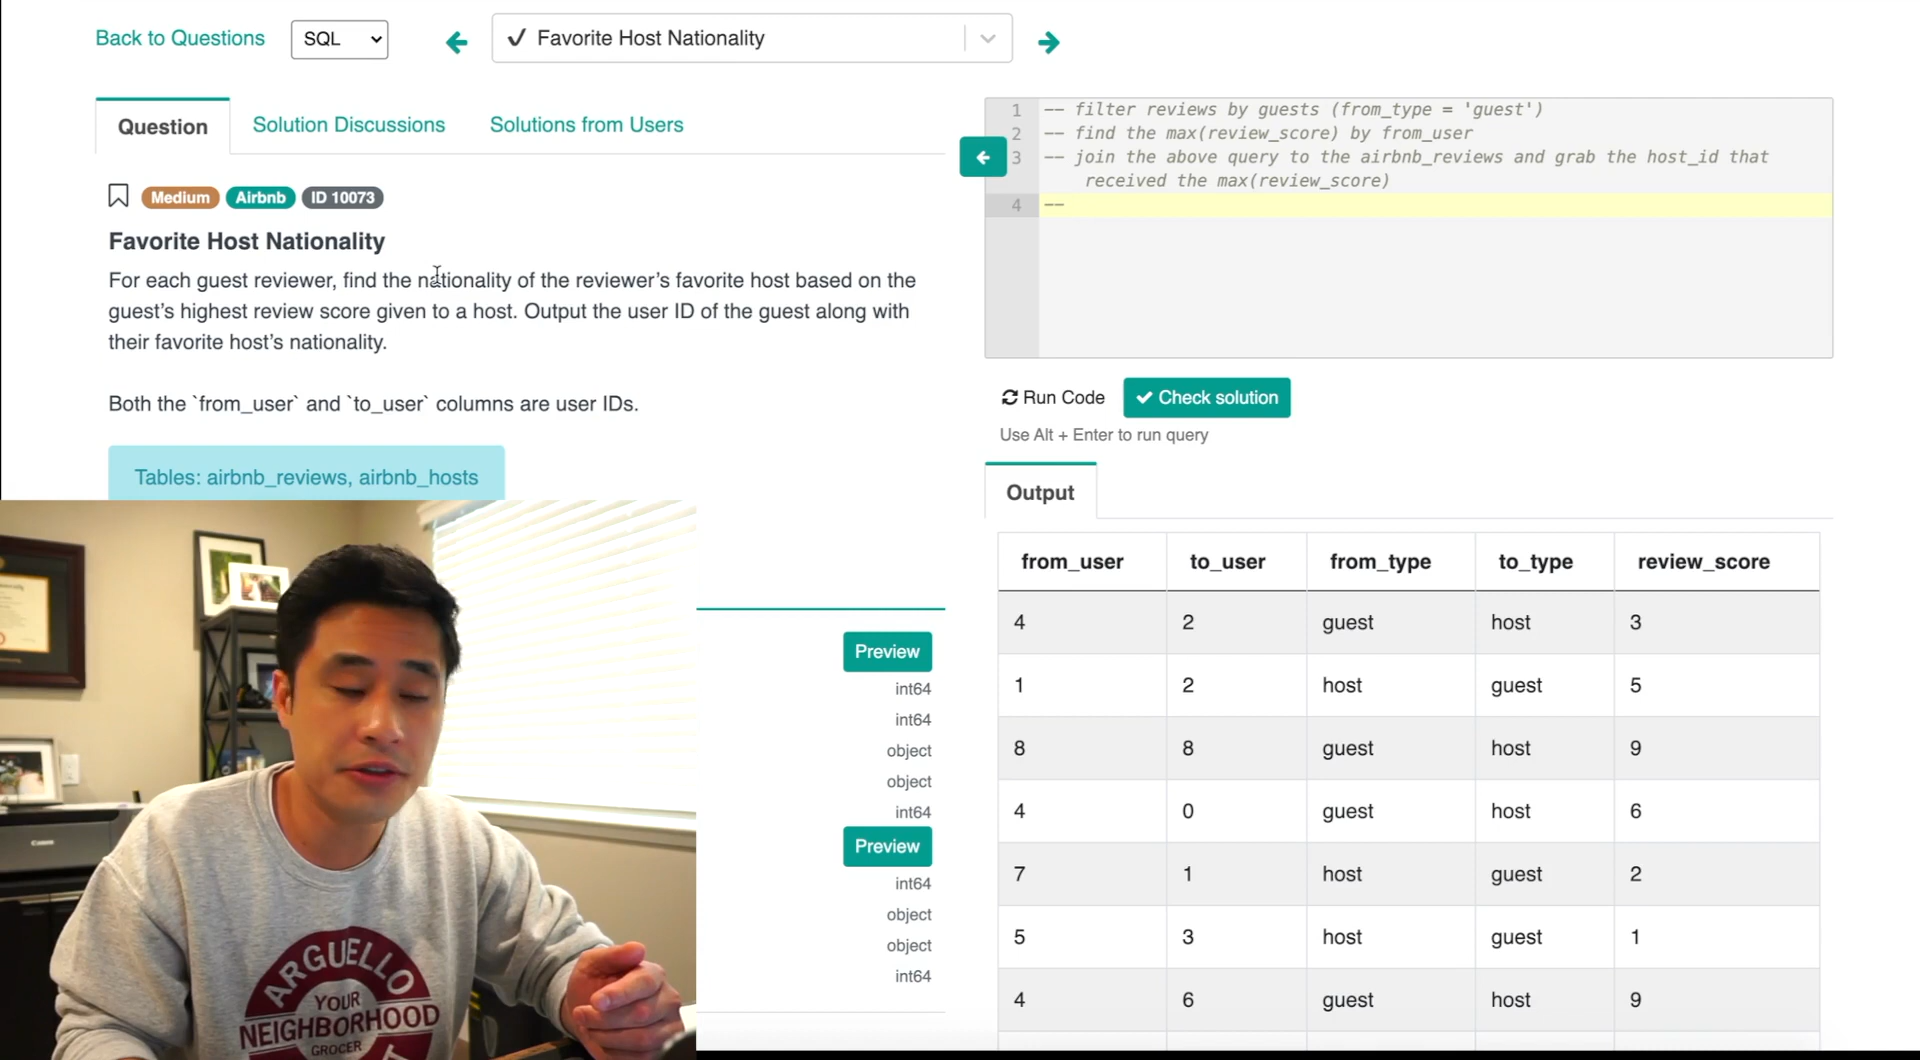 Back to Questions
SQL
Favorite Host Nationality
Question
Solution Discussions
Solutions from Users
Medium
Airbnb
ID 10073
Favorite Host Nationality
For each guest reviewer, find the nationality of the reviewer’s favorite host based on the
guest’s highest review score given to a host. Output the user ID of the guest along with
their favorite host’s nationality.
Both the `from_user` and `to_user` columns are user IDs.
Tables: airbnb_reviews, airbnb_hosts
Preview
int64
int64
object
object
int64
Preview
int64
object
object
int64
1 -- filter reviews by guests (from_type = 'guest')
2 -- find the max(review_score) by from_user
3 -- join the above query to the airbnb_reviews and grab the host_id that
received the max(review_score)
4 --
Run Code
Check solution
Use Alt + Enter to run query
Output
from_user to_user from_type to_type review_score
4 2 guest host 3
1 2 host guest 5
8 8 guest host 9
4 0 guest host 6
7 1 host guest 2
5 3 host guest 1
4 6 guest host 9
Canon
ARGUELLO
YOUR
NEIGHBORHOOD
GROCER